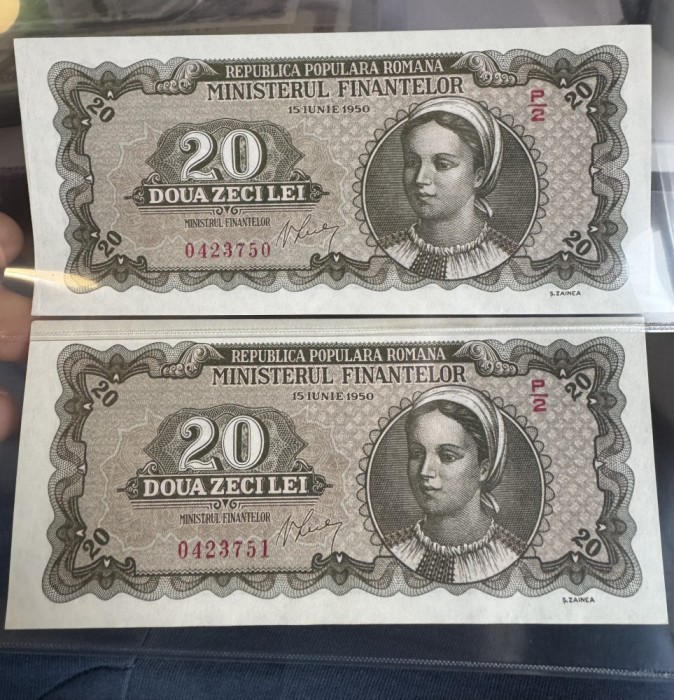 REPUBLICA POPULARA ROMANA
MINISTERUL FINANTELOR
15 IUNIE 1950
P/2
20
20
20
DOUA ZECI LEI
MINISTRUL FINANTELOR
0423750
20
20
S.ZAINEA
REPUBLICA POPULARA ROMANA
MINISTERUL FINANTELOR
15 IUNIE 1950
P/2
20
20
20
DOUA ZECI LEI
MINISTRUL FINANTELOR
0423751
20
20
S.ZAINEA